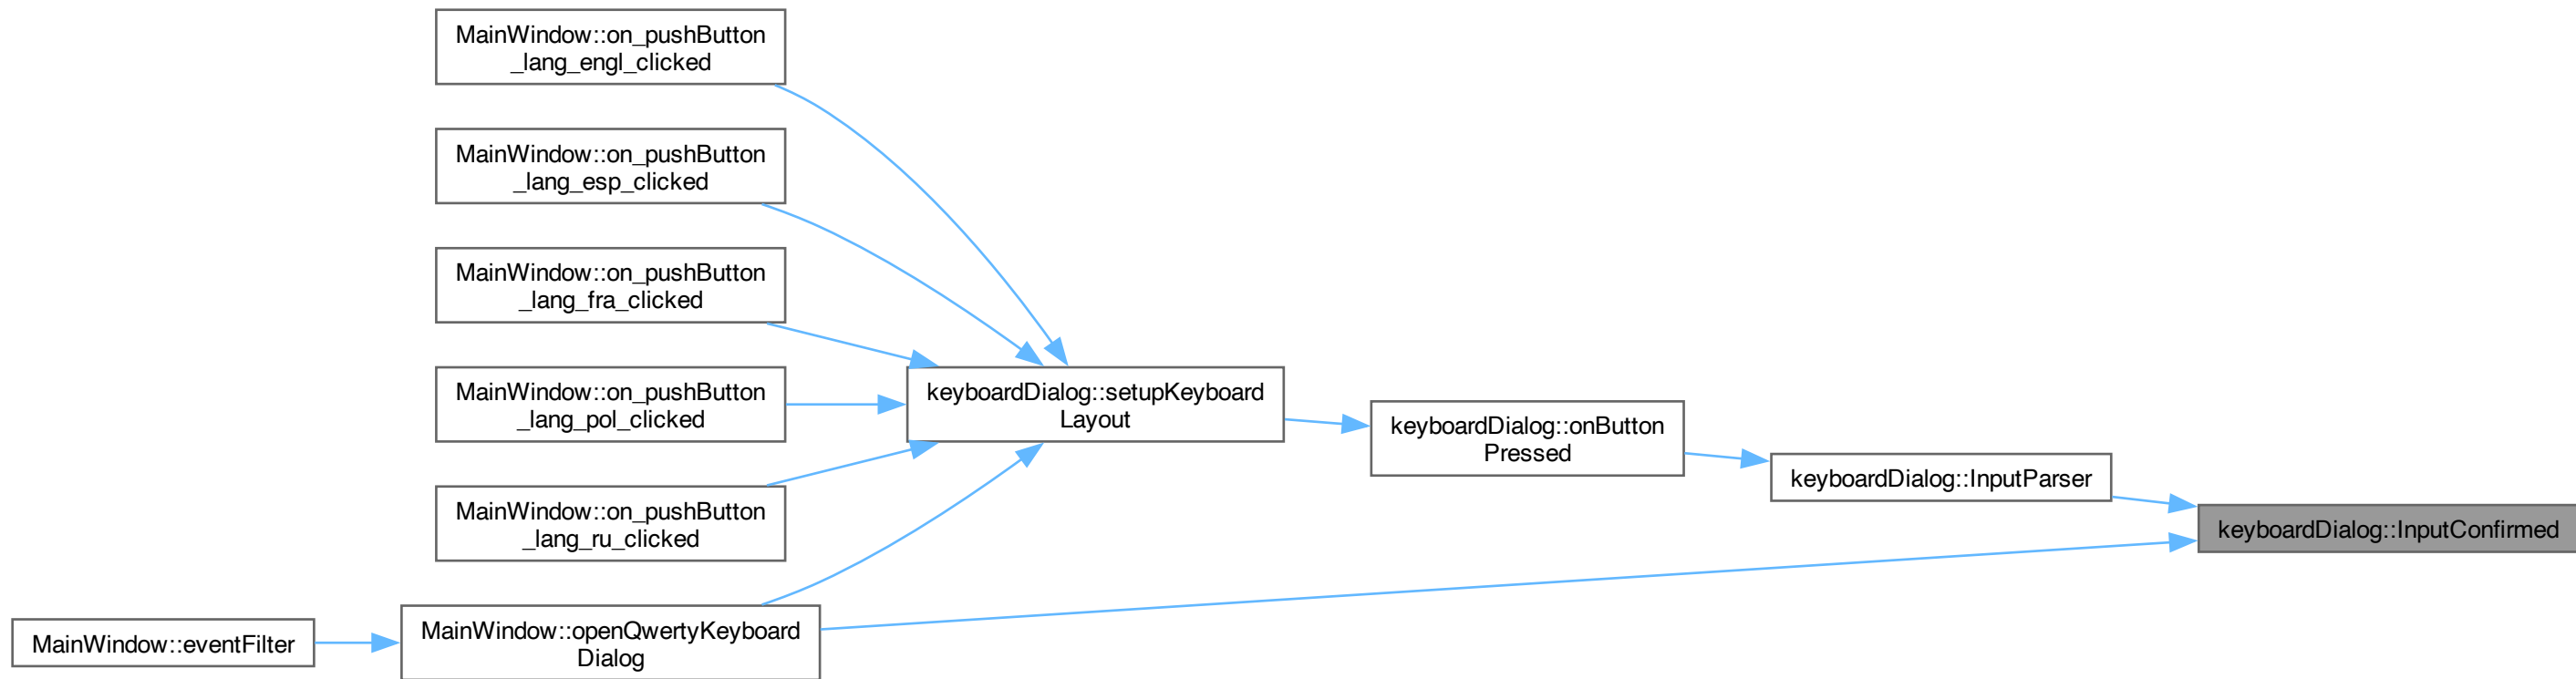 MainWindow::on_pushButton
_lang_engl_clicked
MainWindow::on_pushButton
_lang_esp_clicked
MainWindow::on_pushButton
_lang_fra_clicked
MainWindow::on_pushButton
_lang_pol_clicked
MainWindow::on_pushButton
_lang_ru_clicked
MainWindow::eventFilter
MainWindow::openQwertyKeyboard
Dialog
keyboardDialog::setupKeyboard
Layout
keyboardDialog::onButton
Pressed
keyboardDialog::InputParser
keyboardDialog::InputConfirmed